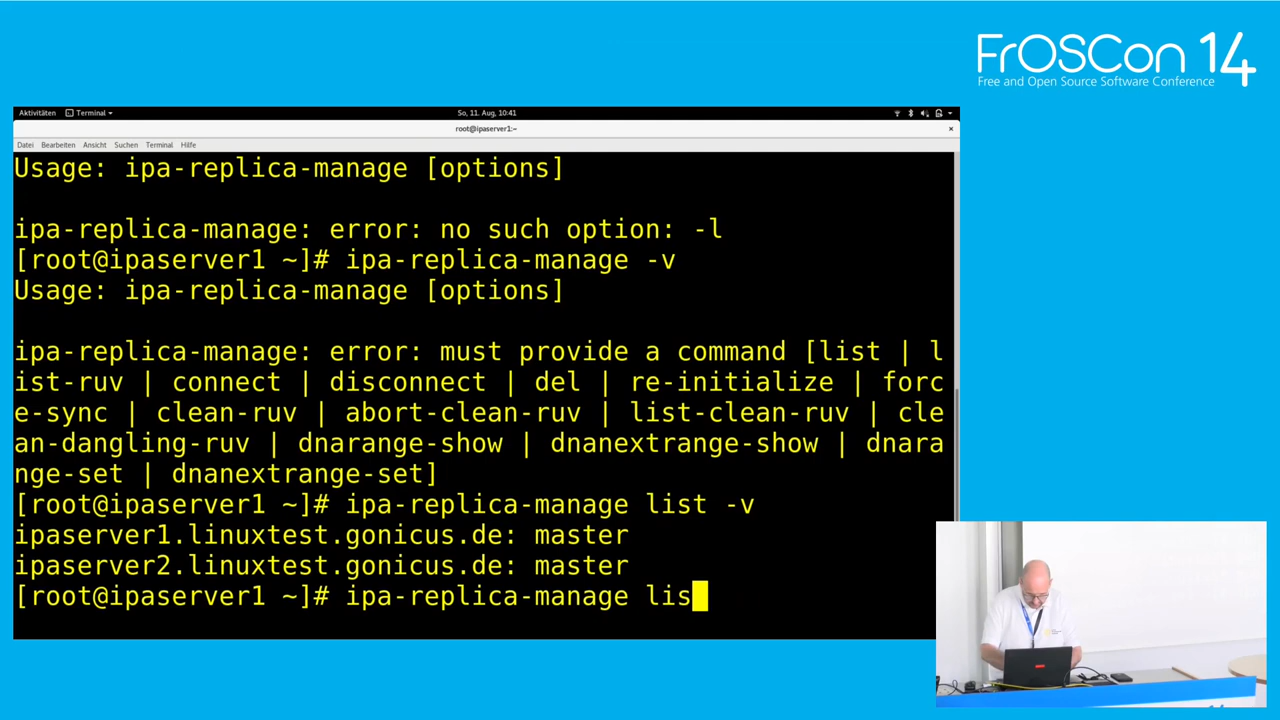 FrOSCon 14
Free and Open Source Software Conference
Aktivitäten Terminal So, 11. Aug, 10:41
root@ipaserver1:~
Datei Bearbeiten Ansicht Suchen Terminal Hilfe
Usage: ipa-replica-manage [options]
ipa-replica-manage: error: no such option: -l
[root@ipaserver1 ~]# ipa-replica-manage -v
Usage: ipa-replica-manage [options]
ipa-replica-manage: error: must provide a command [list | l
ist-ruv | connect | disconnect | del | re-initialize | forc
e-sync | clean-ruv | abort-clean-ruv | list-clean-ruv | cle
an-dangling-ruv | dnarange-show | dnanextrange-show | dnara
nge-set | dnanextrange-set]
[root@ipaserver1 ~]# ipa-replica-manage list -v
ipaserver1.linuxtest.gonicus.de: master
ipaserver2.linuxtest.gonicus.de: master
[root@ipaserver1 ~]# ipa-replica-manage lis